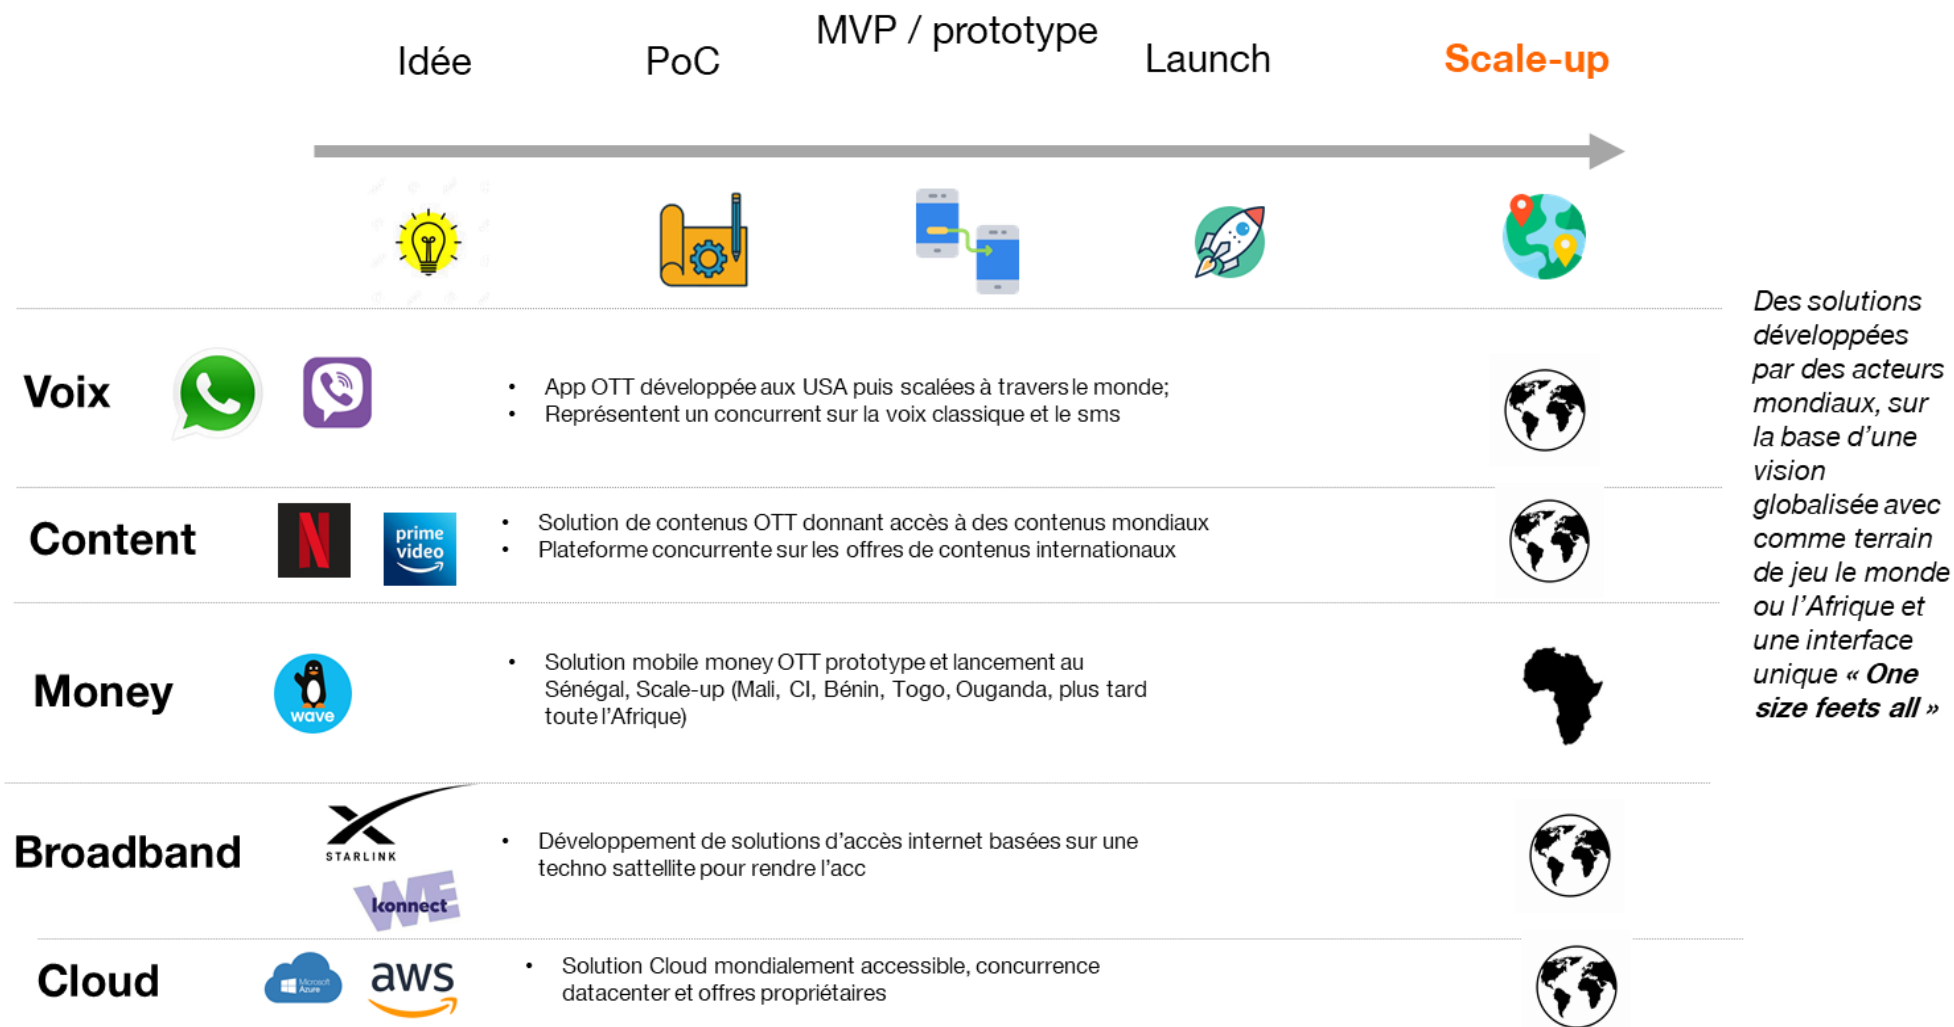 Idée
PoC
MVP / prototype
Launch
Scale-up
Voix
• App OTT développée aux USA puis scalées à travers le monde;
• Représentent un concurrent sur la voix classique et le sms
Content
N
prime
video
• Solution de contenus OTT donnant accès à des contenus mondiaux
• Plateforme concurrente sur les offres de contenus internationaux
Money
wave
• Solution mobile money OTT prototype et lancement au
Sénégal, Scale-up (Mali, CI, Bénin, Togo, Ouganda, plus tard
toute l'Afrique)
Broadband
STARLINK
WE
konnect
• Développement de solutions d'accès internet basées sur une
techno sattellite pour rendre l'acc
Cloud
Microsoft
Azure
aws
• Solution Cloud mondialement accessible, concurrence
datacenter et offres propriétaires
Des solutions
développées
par des acteurs
mondiaux, sur
la base d'une
vision
globalisée avec
comme terrain
de jeu le monde
ou l'Afrique et
une interface
unique « One
size feets all »